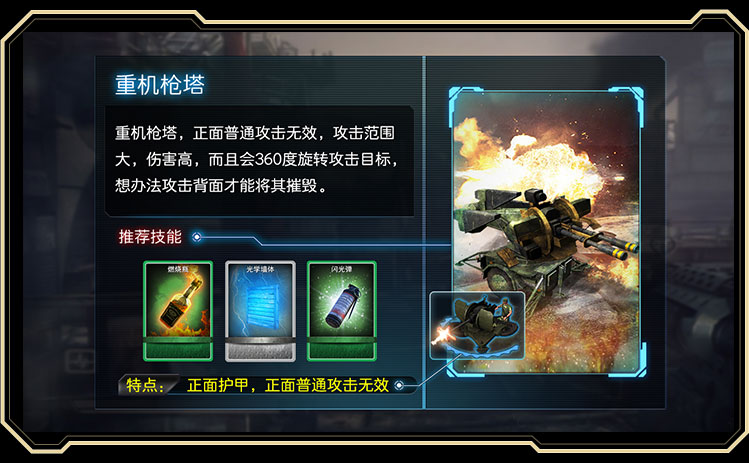 重机枪塔
重机枪塔，正面普通攻击无效，攻击范围
大，伤害高，而且会360度旋转攻击目标，
想办法攻击背面才能将其摧毁。
推荐技能
燃烧瓶 光学墙体 闪光弹
特点： 正面护甲，正面普通攻击无效